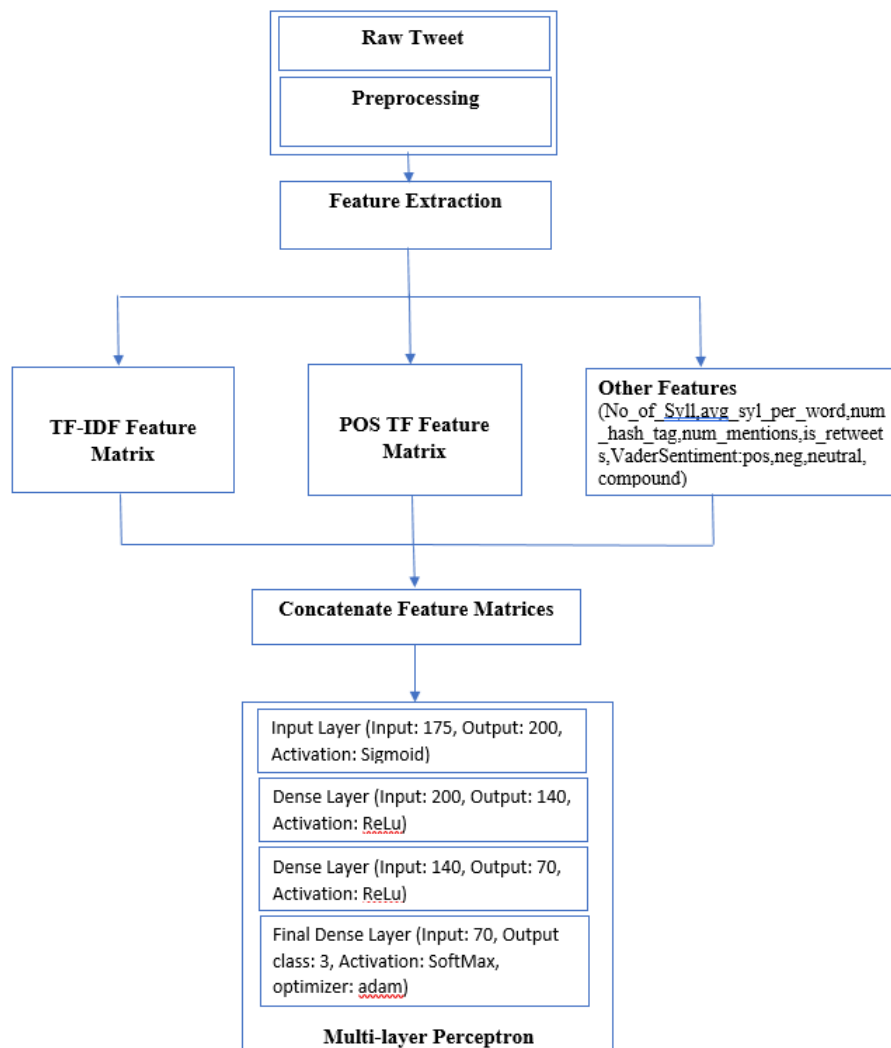 Raw Tweet
Preprocessing
Feature Extraction
TF-IDF Feature
Matrix
POS TF Feature
Matrix
Other Features
(No_of_Syll,avg_syl_per_word,num
_hash_tag,num_mentions,is_retweet
s,VaderSentiment:pos,neg,neutral,
compound)
Concatenate Feature Matrices
Input Layer (Input: 175, Output: 200,
Activation: Sigmoid)
Dense Layer (Input: 200, Output: 140,
Activation: ReLu)
Dense Layer (Input: 140, Output: 70,
Activation: ReLu)
Final Dense Layer (Input: 70, Output
class: 3, Activation: SoftMax,
optimizer: adam)
Multi-layer Perceptron